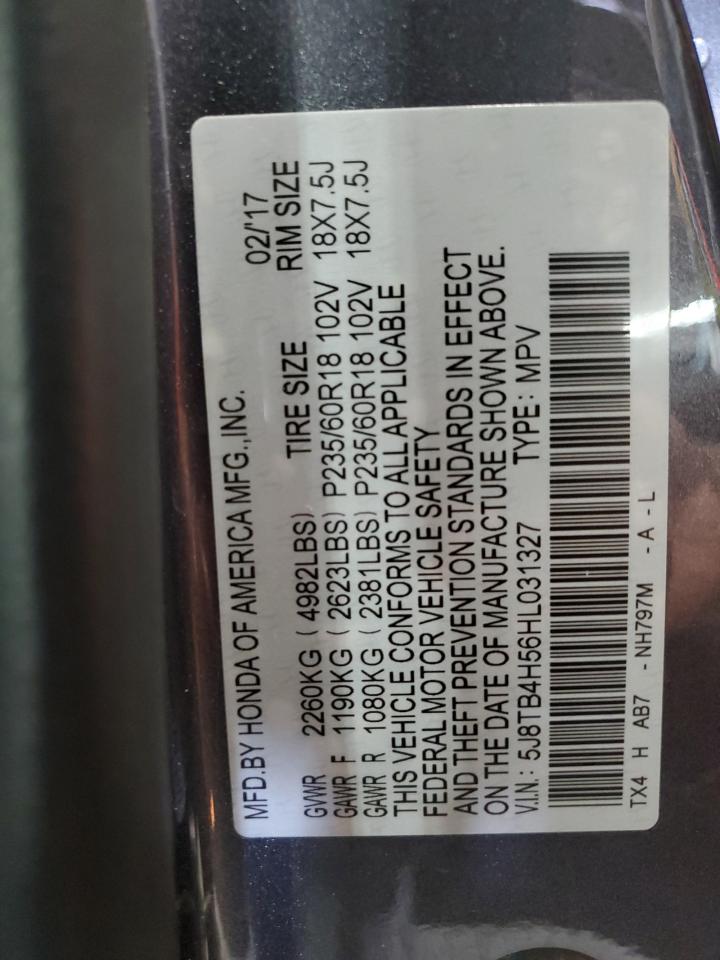 MFD.BY HONDA OF AMERICA MFG.,INC. 02/'17
TIRE SIZE RIM SIZE
GVWR 2260KG ( 4982LBS)
GAWR F 1190KG ( 2623LBS) P235/60R18 102V 18X7.5J
GAWR R 1080KG ( 2381LBS) P235/60R18 102V 18X7.5J
THIS VEHICLE CONFORMS TO ALL APPLICABLE
FEDERAL MOTOR VEHICLE SAFETY
AND THEFT PREVENTION STANDARDS IN EFFECT
ON THE DATE OF MANUFACTURE SHOWN ABOVE.
V.I.N: 5J8TB4H56HL031327 TYPE: MPV
TX4 H AB7 - NH797M - A - L